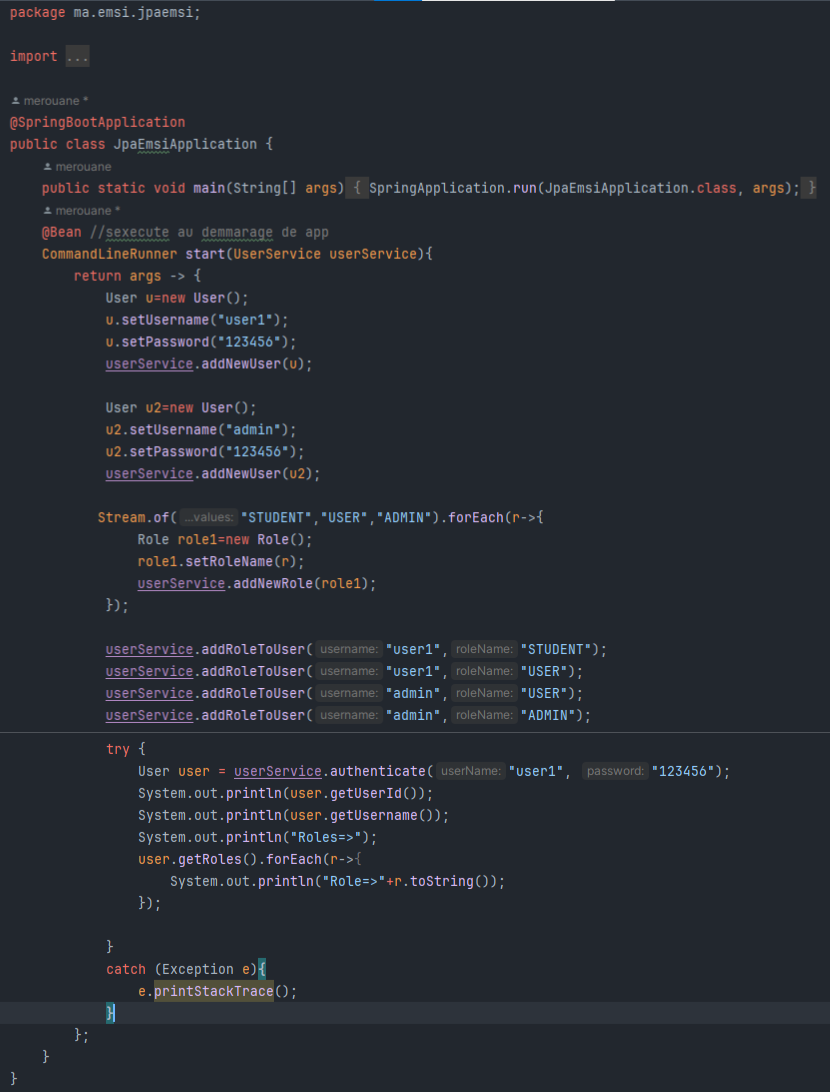 package ma.emsi.jpaemsi;
import ...
merouane *
@SpringBootApplication
public class JpaEmsiApplication {
merouane
public static void main(String[] args) { SpringApplication.run(JpaEmsiApplication.class, args); }
merouane *
@Bean //sexecute au demmarage de app
CommandLineRunner start(UserService userService){
return args -> {
User u=new User();
u.setUsername("user1");
u.setPassword("123456");
userService.addNewUser(u);
User u2=new User();
u2.setUsername("admin");
u2.setPassword("123456");
userService.addNewUser(u2);
Stream.of( ...values: "STUDENT","USER","ADMIN").forEach(r->{
Role role1=new Role();
role1.setRoleName(r);
userService.addNewRole(role1);
});
userService.addRoleToUser( username: "user1", roleName: "STUDENT");
userService.addRoleToUser( username: "user1", roleName: "USER");
userService.addRoleToUser( username: "admin", roleName: "USER");
userService.addRoleToUser( username: "admin", roleName: "ADMIN");
try {
User user = userService.authenticate( userName: "user1", password: "123456");
System.out.println(user.getUserId());
System.out.println(user.getUsername());
System.out.println("Roles=>");
user.getRoles().forEach(r->{
System.out.println("Role=>"+r.toString());
});
}
catch (Exception e){
e.printStackTrace();
}
};
}
}